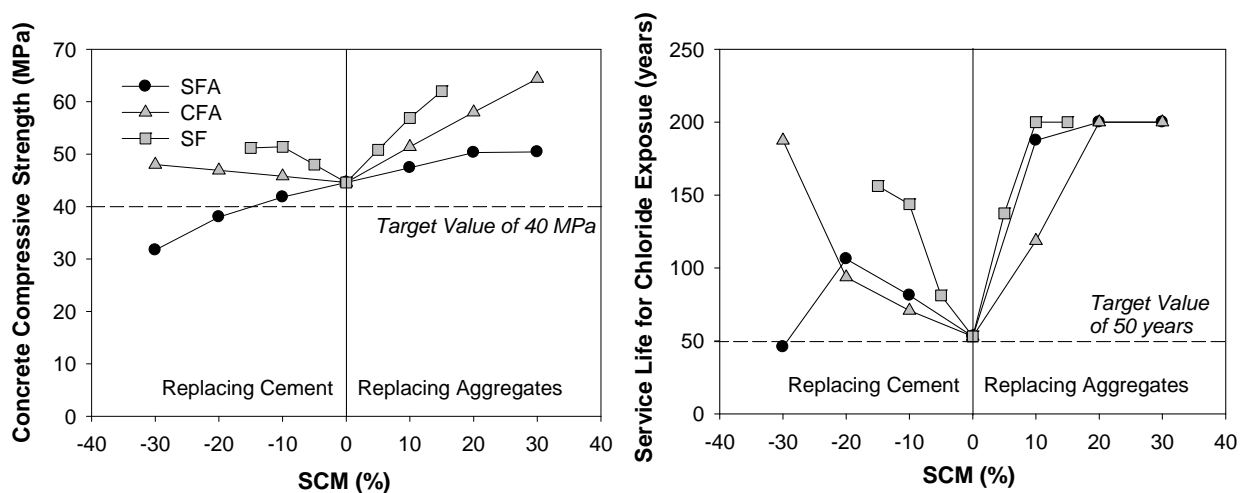 Concrete Compressive Strength (MPa)
70
60
50
40
30
20
10
0
SFA
CFA
SF
Target Value of 40 MPa
Replacing Cement
Replacing Aggregates
-40 -30 -20 -10 0 10 20 30 40
SCM (%)
Service Life for Chloride Exposue (years)
250
200
150
100
50
0
Target Value
of 50 years
Replacing Cement
Replacing Aggregates
-40 -30 -20 -10 0 10 20 30 40
SCM (%)